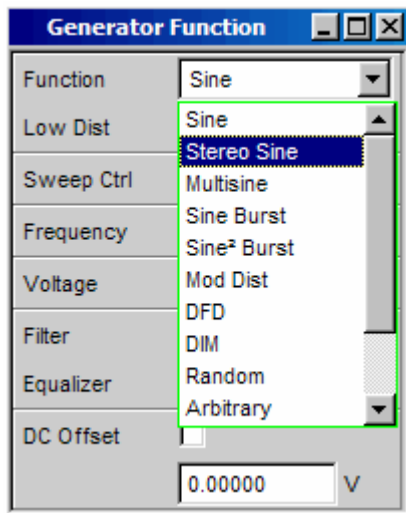 Generator Function
Function Sine
Low Dist Sine
Stereo Sine
Sweep Ctrl Multisine
Sine Burst
Frequency
Sine² Burst
Voltage Mod Dist
DFD
Filter DIM
Equalizer Random
Arbitrary
DC Offset
0.00000 V